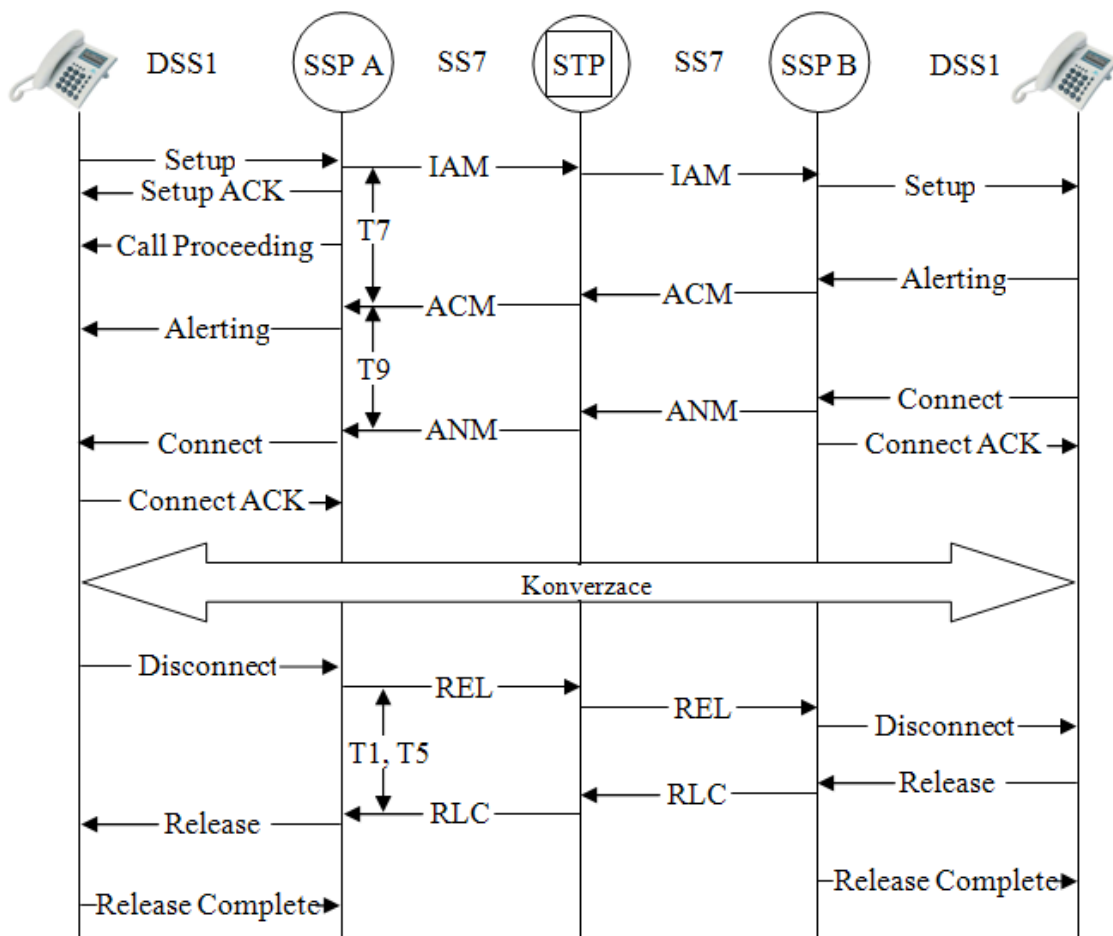 DSS1 SSP A SS7 STP SS7 SSP B DSS1
Setup IAM IAM Setup
Setup ACK
T7
Call Proceeding
ACM ACM Alerting
Alerting
T9
ANM ANM Connect
Connect Connect ACK
Connect ACK
Konverzace
Disconnect REL REL Disconnect
T1, T5
RLC RLC Release
Release
Release Complete Release Complete